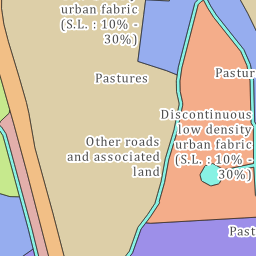 urban fabric
(S.L. : 10% -
30%)
Pastures
Pastur
Discontinuous
low density
urban fabric
(S.L. : 10% -
30%)
Other roads
and associated
land
Past